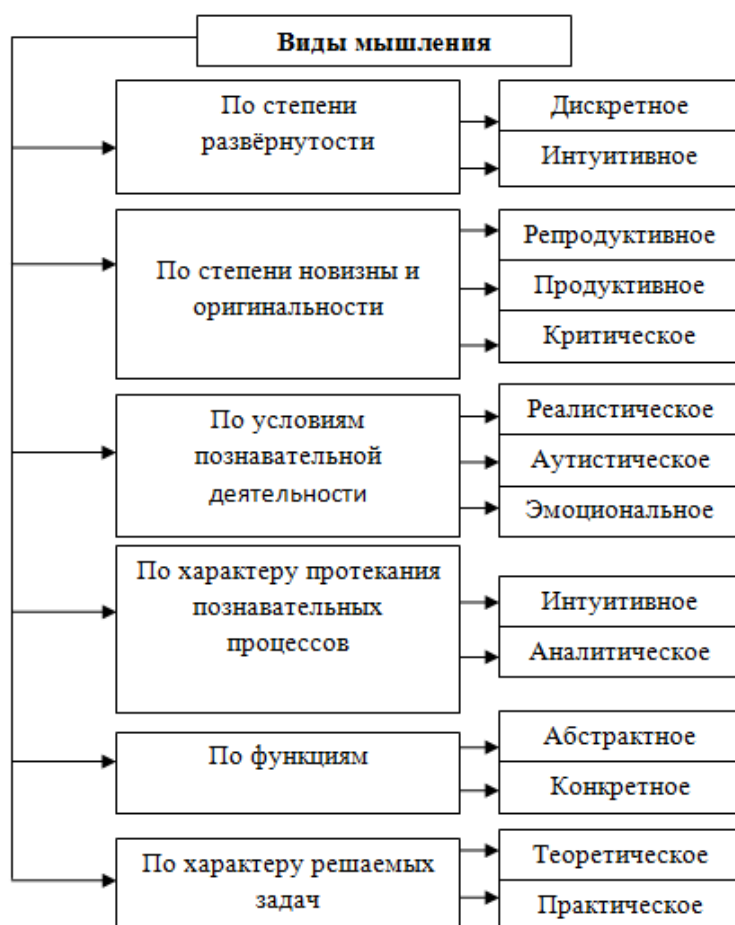 Виды мышления
По степени
развёрнутости
Дискретное
Интуитивное
По степени новизны и
оригинальности
Репродуктивное
Продуктивное
Критическое
По условиям
познавательной
деятельности
Реалистическое
Аутистическое
Эмоциональное
По характеру протекания
познавательных
процессов
Интуитивное
Аналитическое
По функциям
Абстрактное
Конкретное
По характеру решаемых
задач
Теоретическое
Практическое